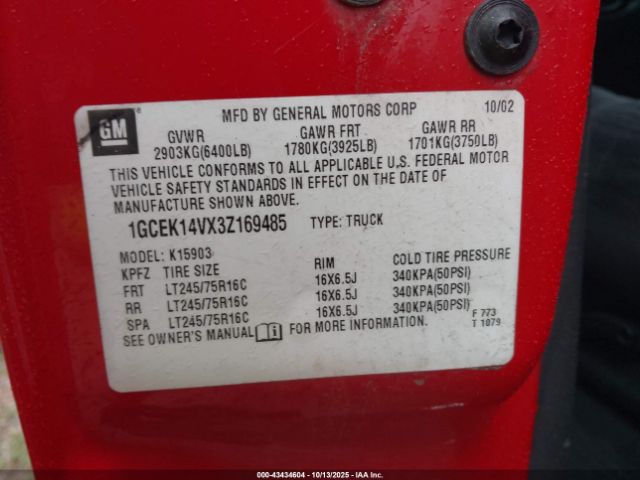 GM
MFD BY GENERAL MOTORS CORP 10/02
GVWR GAWR FRT GAWR RR
2903KG(6400LB) 1780KG(3925LB) 1701KG(3750LB)
THIS VEHICLE CONFORMS TO ALL APPLICABLE U.S. FEDERAL MOTOR
VEHICLE SAFETY STANDARDS IN EFFECT ON THE DATE OF
MANUFACTURE SHOWN ABOVE.
1GCEK14VX3Z169485 TYPE: TRUCK
MODEL: K15903
KPFZ TIRE SIZE RIM COLD TIRE PRESSURE
FRT LT245/75R16C 16X6.5J 340KPA(50PSI)
RR LT245/75R16C 16X6.5J 340KPA(50PSI)
SPA LT245/75R16C 16X6.5J 340KPA(50PSI)
SEE OWNER'S MANUAL FOR MORE INFORMATION.
F 773
T 1079
000-43434604 - 10/13/2025 - IAA Inc.